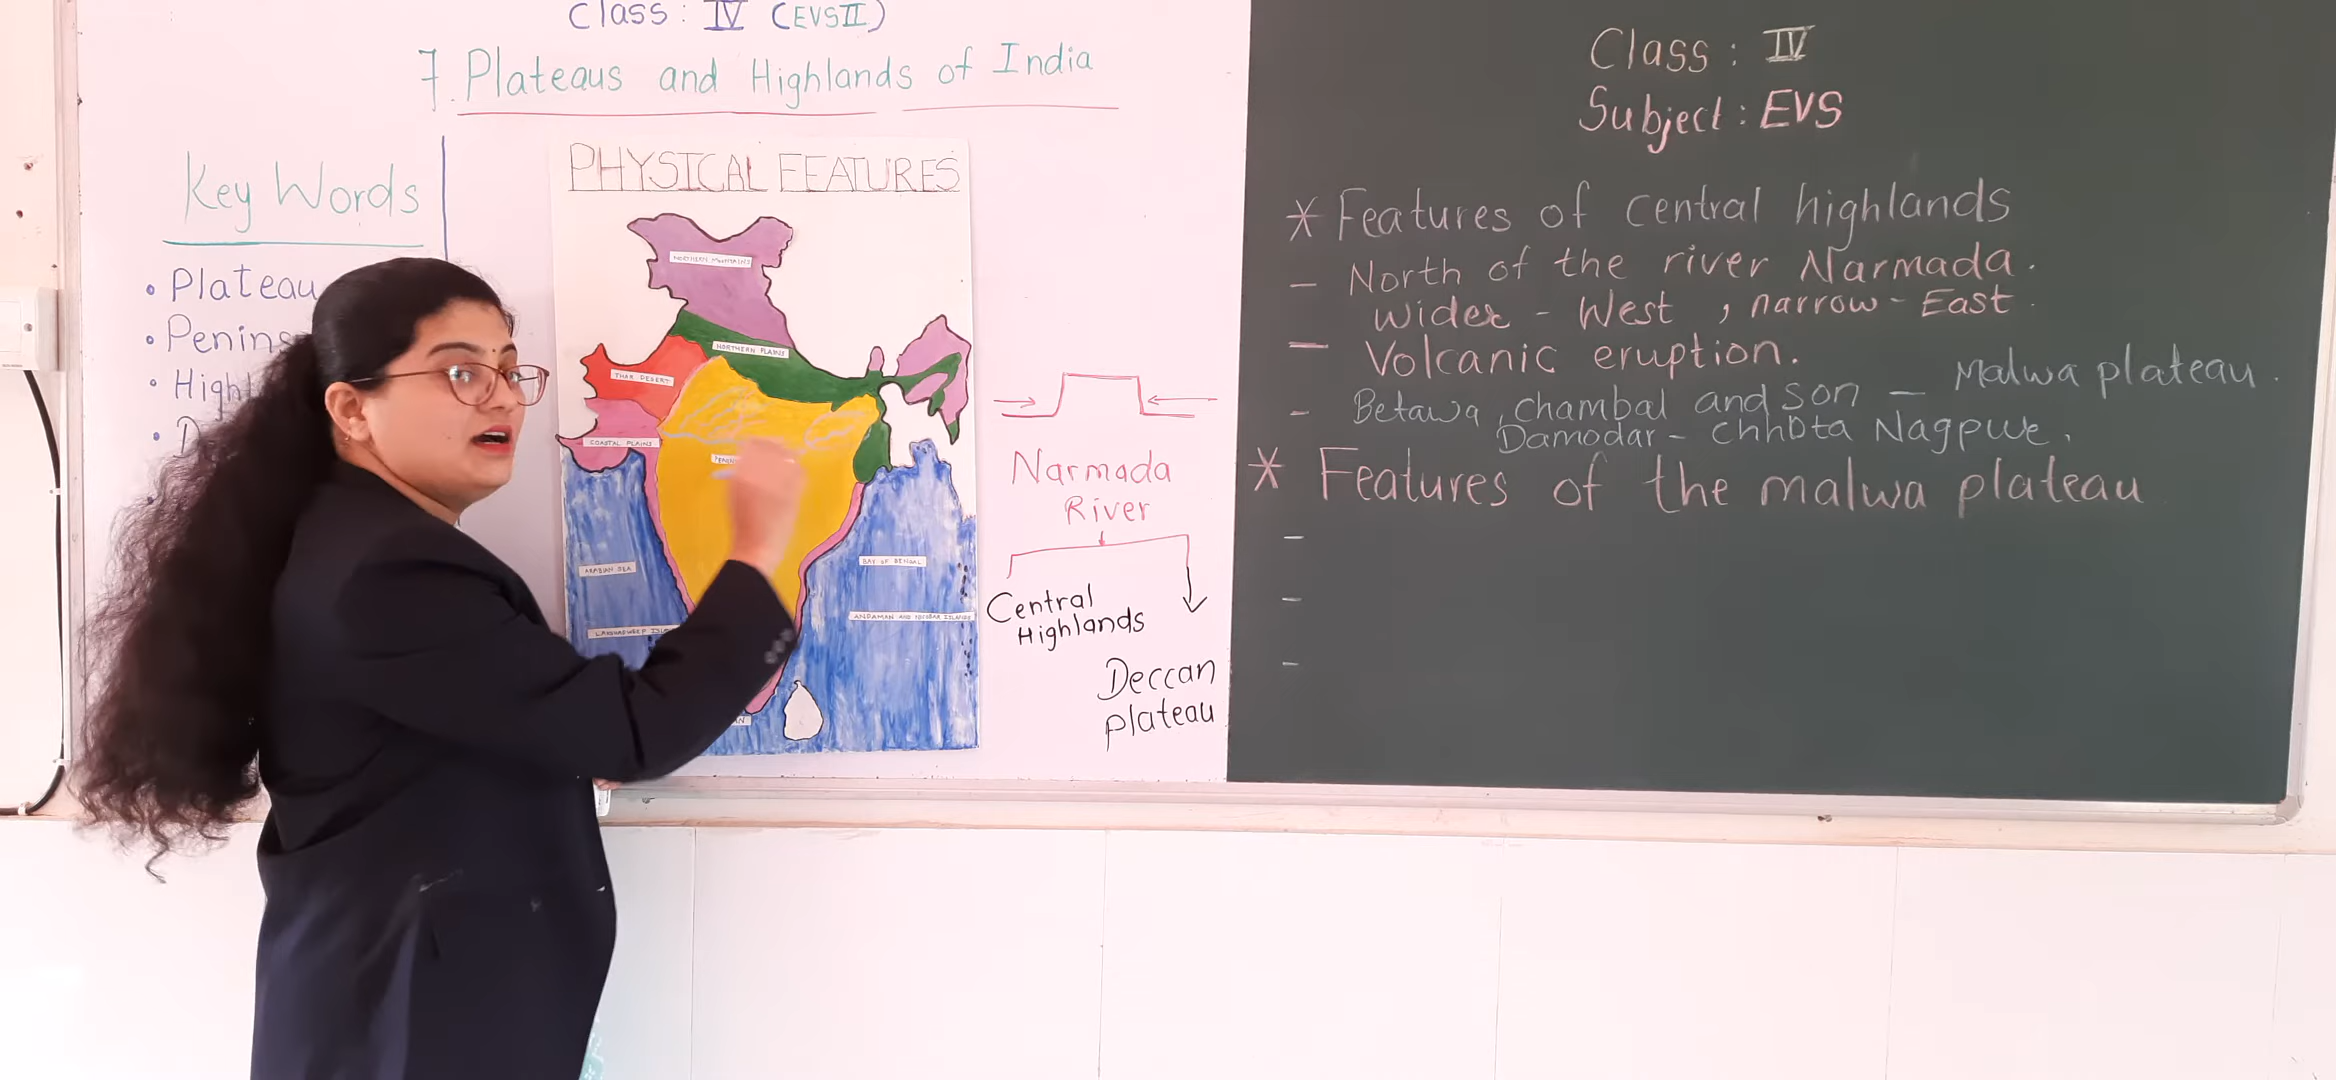 Class : IV (EVS II)
7. Plateaus and Highlands of India
Key Words
• Plateau
• Penins
• Highl
• D
PHYSICAL FEATURES
NORTHERN MOUNTAINS
NORTHERN PLAINS
THAR DESERT
COASTAL PLAINS
ARABIAN SEA
BAY OF BENGAL
ANDAMAN AND NICOBAR ISLANDS
Narmada
River
Central
Highlands
Deccan
plateau
Class : IV
Subject : EVS
* Features of central highlands
- North of the river Narmada.
Wider - West , narrow - East .
- Volcanic eruption.
- Betawa , Chambal and Son - Malwa plateau .
Damodar - Chhota Nagpue .
* Features of the malwa plateau
-
-
-